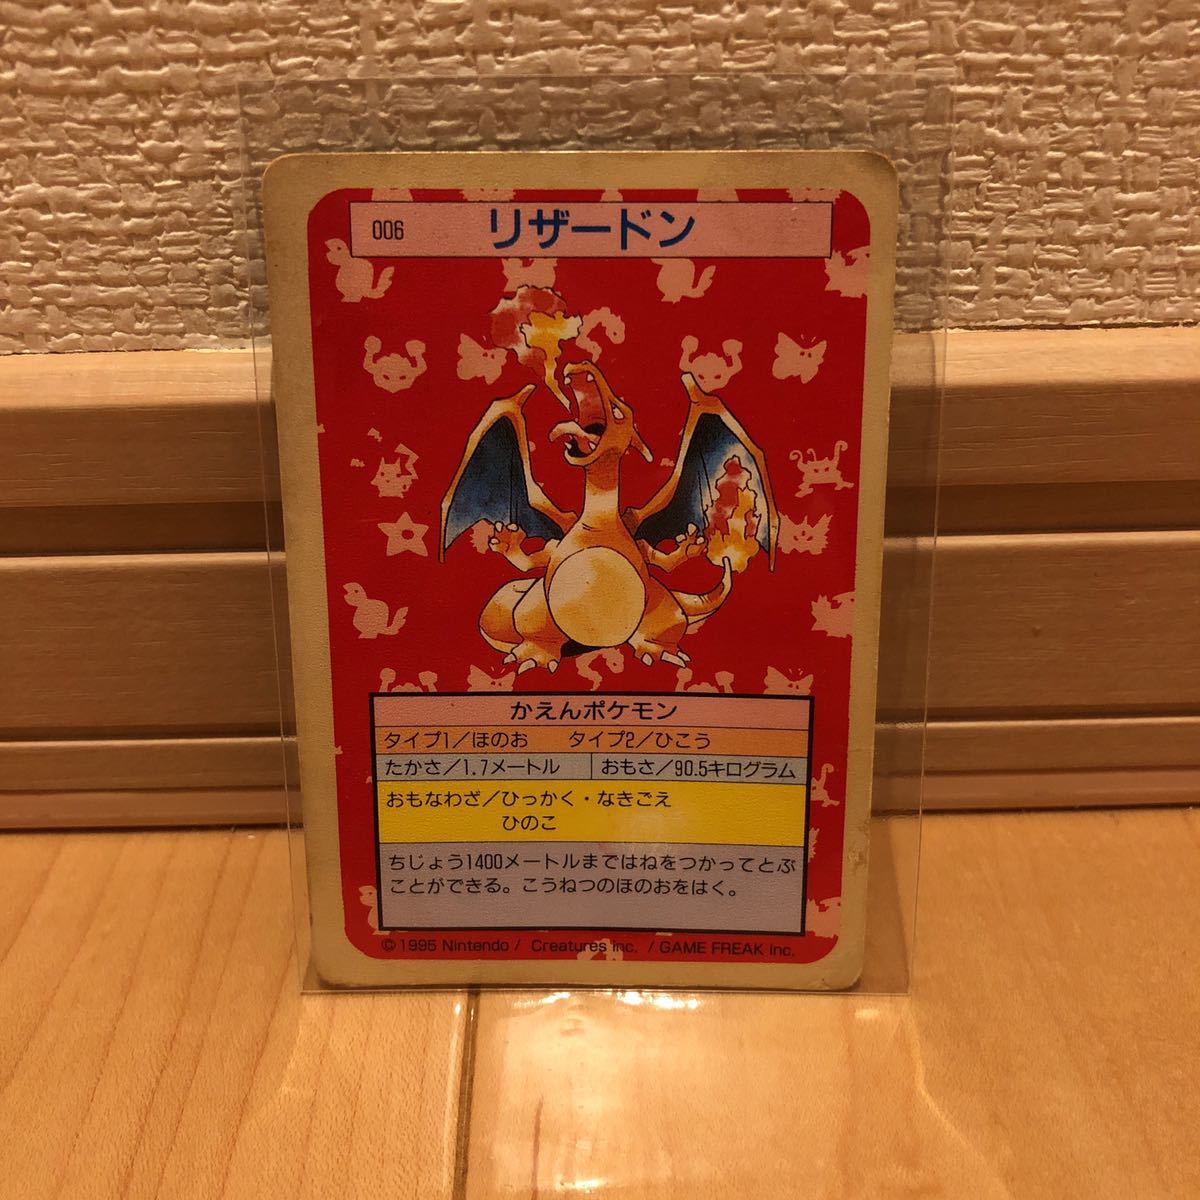 006 リザードン
かえんポケモン
タイプ1/ほのお タイプ2/ひこう
たかさ/1.7メートル おもさ/90.5キログラム
おもなわざ/ひっかく・なきごえ
ひのこ
ちじょう1400メートルまではねをつかってとぶ
ことができる。こうねつのほのおをはく。
© 1995 Nintendo / Creatures inc. / GAME FREAK inc.